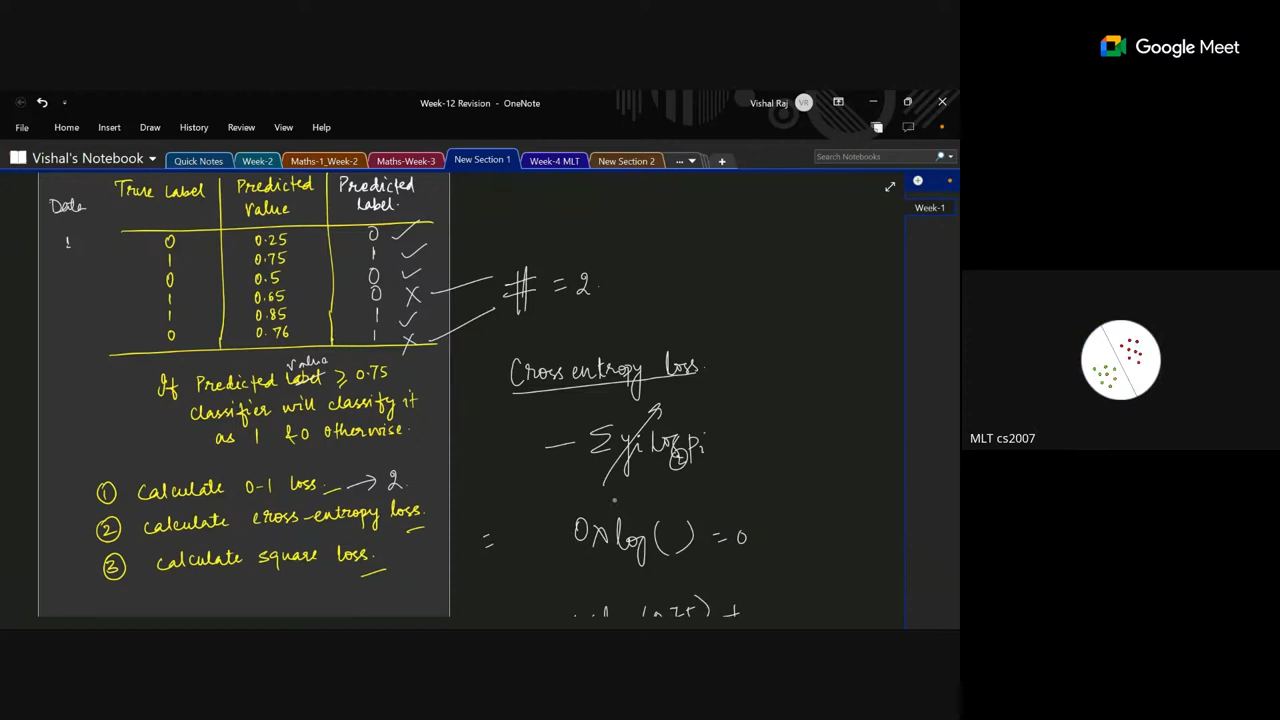 Google Meet
Week-12 Revision - OneNote
Vishal Raj VR
File Home Insert Draw History Review View Help
Vishal's Notebook Quick Notes Week-2 Maths-1_Week-2 Maths-Week-3 New Section 1 Week-4 MLT New Section 2 ... Search Notebooks
Week-1
Data True Label Predicted Value Predicted Label.
1 0 0.25 0 ✓
1 0.75 1 ✓
0 0.5 0 ✓
1 0.65 0 ✗
1 0.85 1 ✓
0 0.76 1 ✗
# = 2.
If Predicted value ≥ 0.75
classifier will classify it
as 1 & 0 otherwise.
① Calculate 0-1 loss. → 2.
② calculate cross-entropy loss.
③ calculate square loss.
Cross entropy loss.
- Σ yi log pi
= 0 × log( ) = 0
MLT cs2007